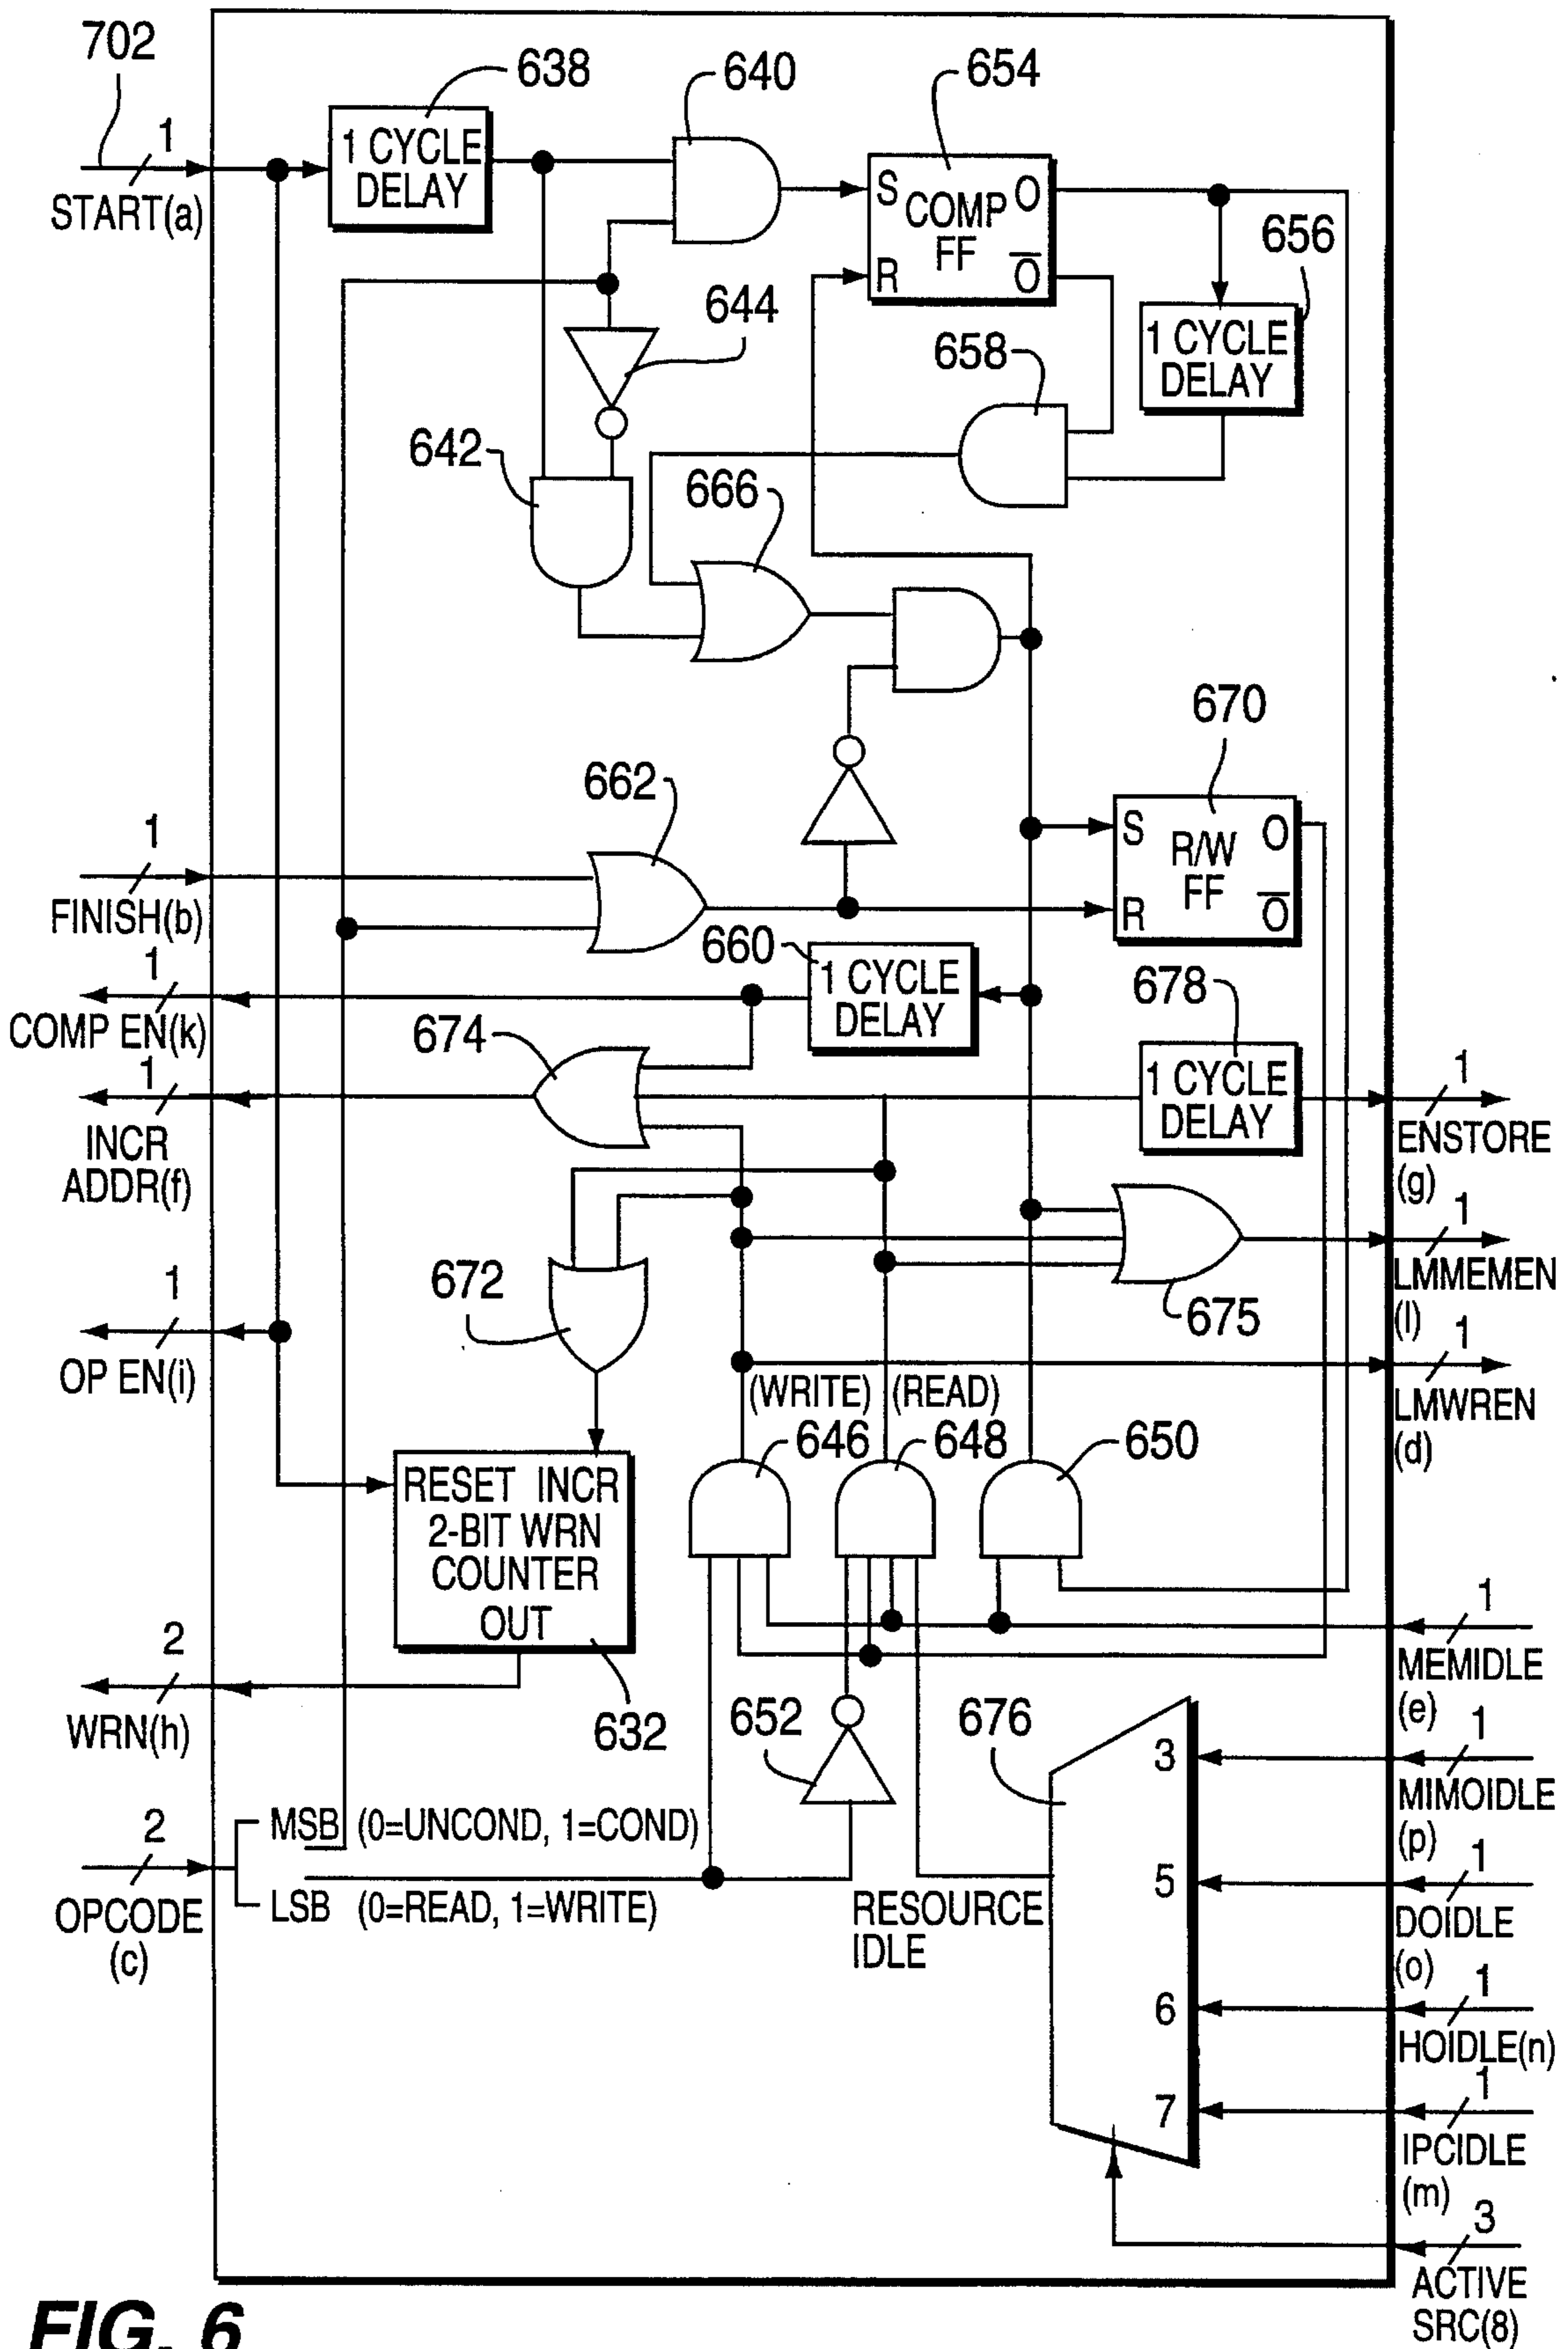 702
638
640
654
1
1 CYCLE
DELAY
START(a)
S
COMP
FF
O
R
O
656
644
1 CYCLE
DELAY
658
642
666
670
662
1
FINISH(b)
S
R/W
FF
O
R
O
660
1 CYCLE
DELAY
678
1
COMP EN(k)
674
1
INCR
ADDR(f)
1 CYCLE
DELAY
1
ENSTORE
(g)
1
LMMEMEN
(l)
672
675
1
OP EN(i)
1
LMWREN
(d)
(WRITE)
(READ)
646
648
650
RESET INCR
2-BIT WRN
COUNTER
OUT
632
2
WRN(h)
1
MEMIDLE
(e)
652
676
3
1
MIMOIDLE
(p)
2
OPCODE
(c)
MSB (0=UNCOND, 1=COND)
LSB (0=READ, 1=WRITE)
RESOURCE
IDLE
5
1
DOIDLE
(o)
6
1
HOIDLE(n)
7
1
IPCIDLE
(m)
3
ACTIVE
SRC(8)
FIG. 6